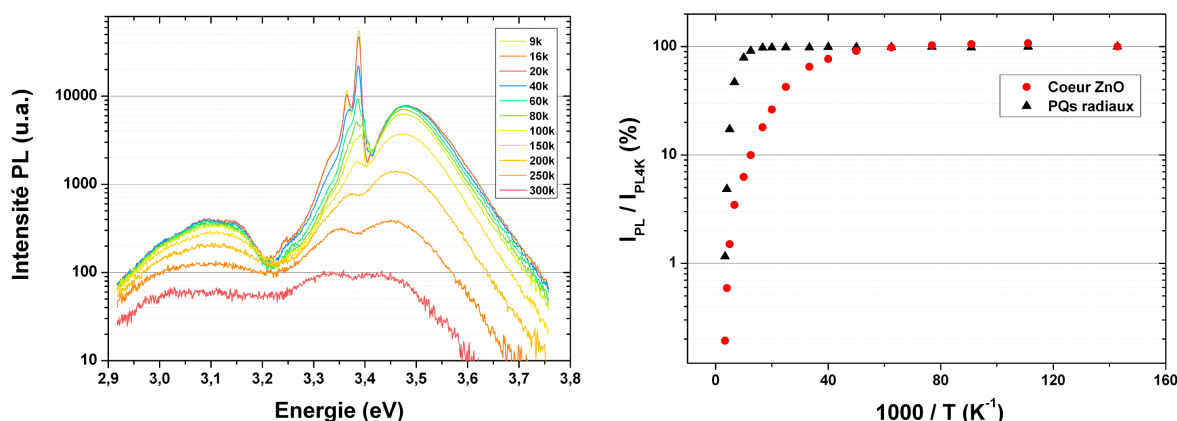 Intensité PL (u.a.)
10000
1000
100
10
2,9 3,0 3,1 3,2 3,3 3,4 3,5 3,6 3,7 3,8
Energie (eV)
9k
16k
20k
40k
60k
80k
100k
150k
200k
250k
300k
I_PL / I_PL4K (%)
100
10
1
0 40 80 120 160
1000 / T (K⁻¹)
Coeur ZnO
PQs radiaux